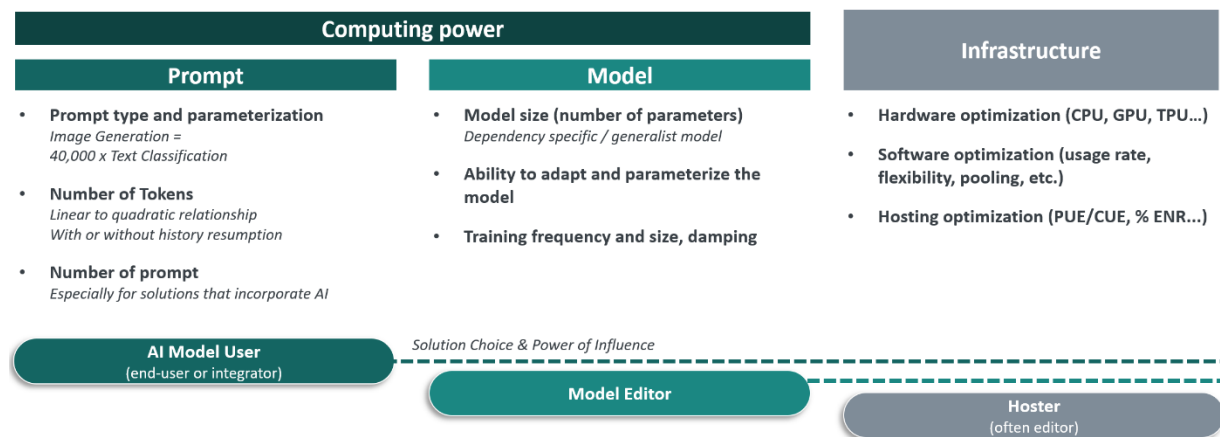 Computing power
Infrastructure
Prompt
Model
• Prompt type and parameterization
Image Generation =
40,000 x Text Classification
• Number of Tokens
Linear to quadratic relationship
With or without history resumption
• Number of prompt
Especially for solutions that incorporate AI
• Model size (number of parameters)
Dependency specific / generalist model
• Ability to adapt and parameterize the
model
• Training frequency and size, damping
• Hardware optimization (CPU, GPU, TPU...)
• Software optimization (usage rate,
flexibility, pooling, etc.)
• Hosting optimization (PUE/CUE, % ENR...)
AI Model User
(end-user or integrator)
Solution Choice & Power of Influence
Model Editor
Hoster
(often editor)